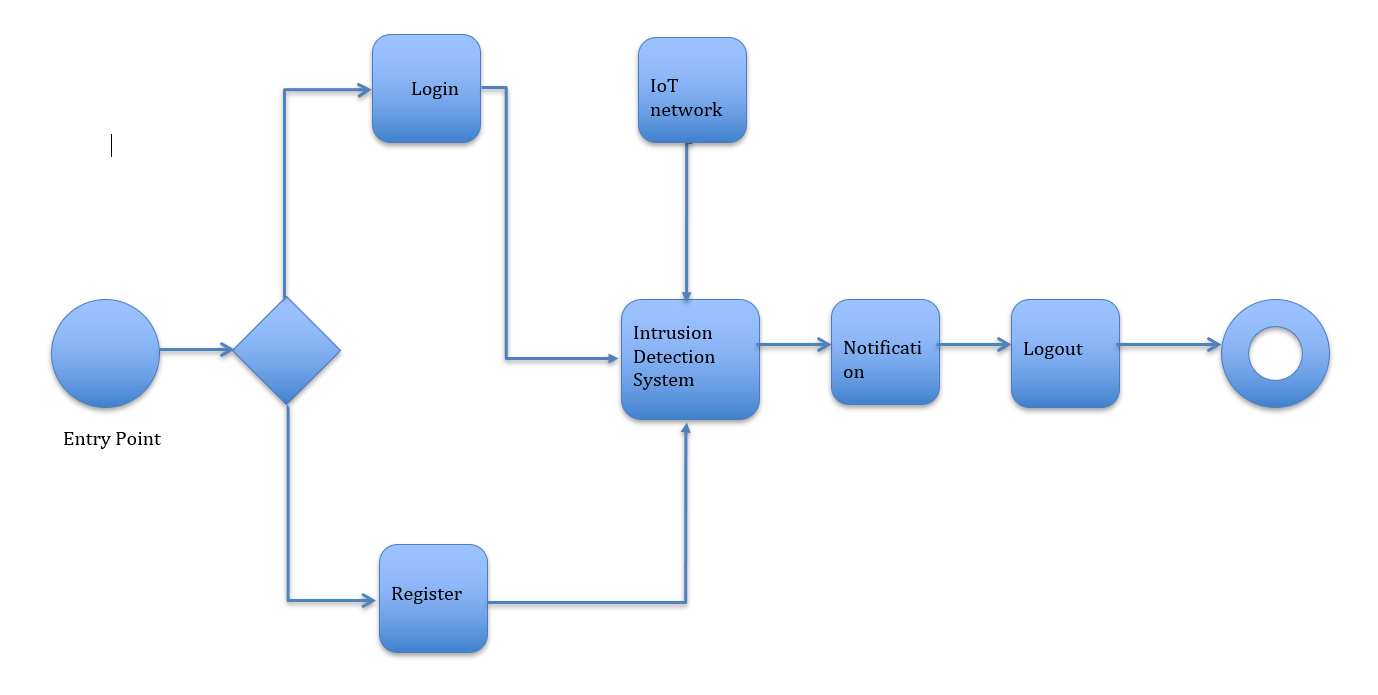 Login
IoT
network
Intrusion
Detection
System
Notificati
on
Logout
Entry Point
Register